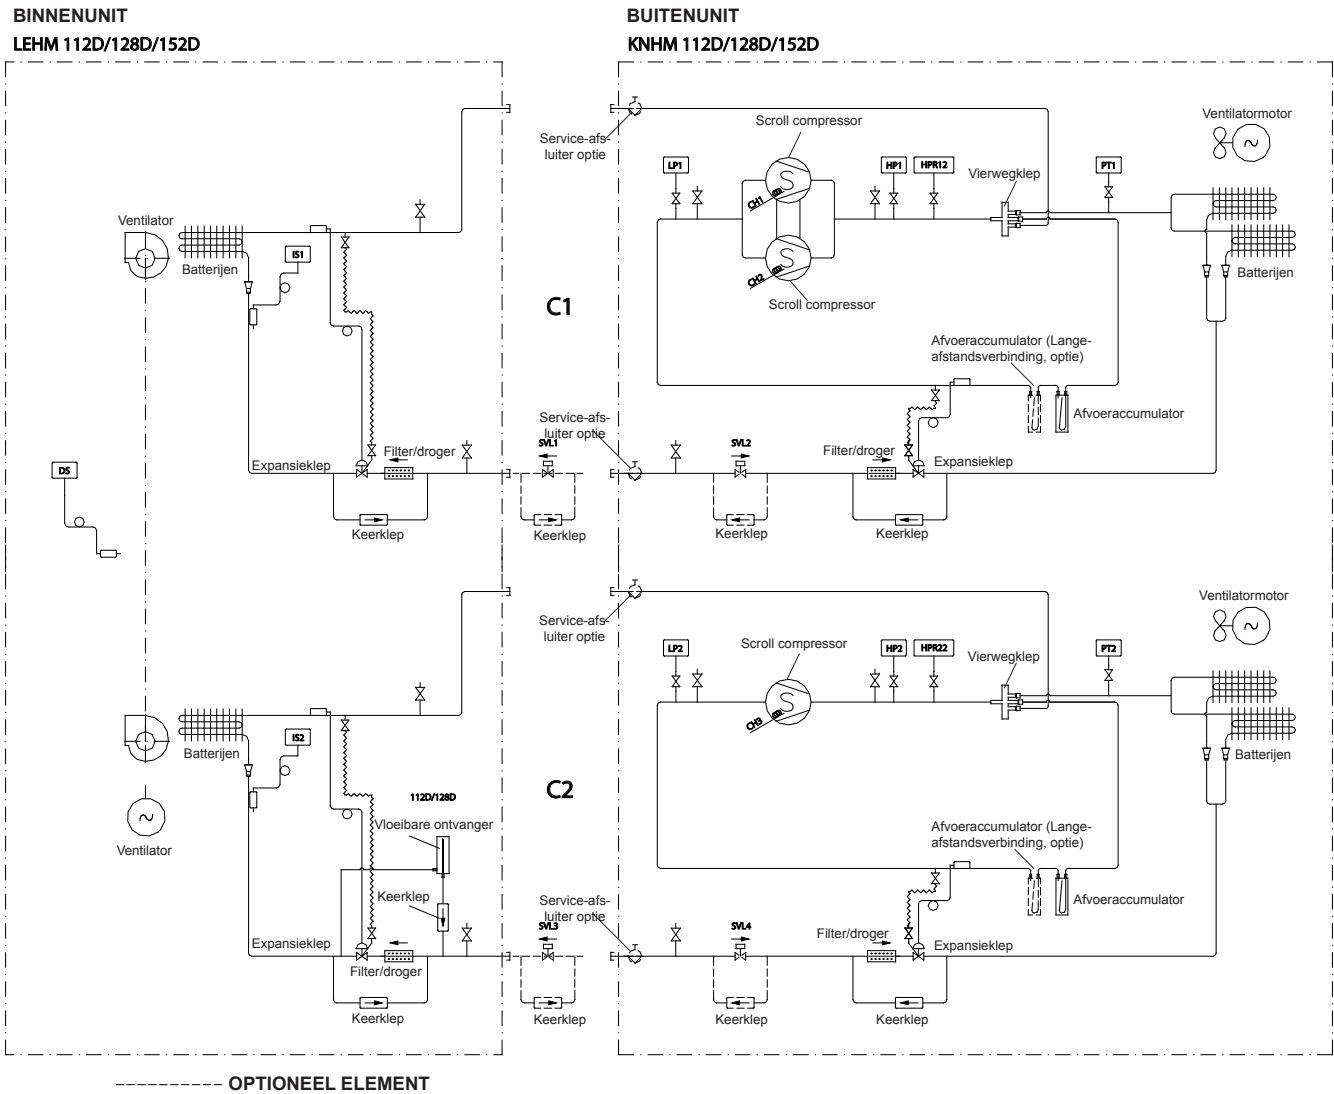 BINNENUNIT
LEHM 112D/128D/152D
BUITENUNIT
KNHM 112D/128D/152D
Ventilatormotor
Scroll compressor
Service-afs-
luiter optie
LP1
HP1
HPR12
Vierwegklep
PT1
CH1
Ventilator
IS1
Batterijen
CH2
Scroll compressor
Batterijen
C1
Afvoeraccumulator (Lange-
afstandsverbinding, optie)
Afvoeraccumulator
Service-afs-
luiter optie
Filter/droger
SVL1
SVL2
Filter/droger
Expansieklep
Expansieklep
DS
Keerklep
Keerklep
Keerklep
Keerklep
Ventilatormotor
Service-afs-
luiter optie
LP2
Scroll compressor
HP2
HPR22
Vierwegklep
PT2
CH3
IS2
Batterijen
Batterijen
C2
112D/128D
Vloeibare ontvanger
Ventilator
Afvoeraccumulator (Lange-
afstandsverbinding, optie)
Keerklep
Afvoeraccumulator
Service-afs-
luiter optie
SVL3
SVL4
Filter/droger
Expansieklep
Expansieklep
Filter/droger
Keerklep
Keerklep
Keerklep
Keerklep
OPTIONEEL ELEMENT